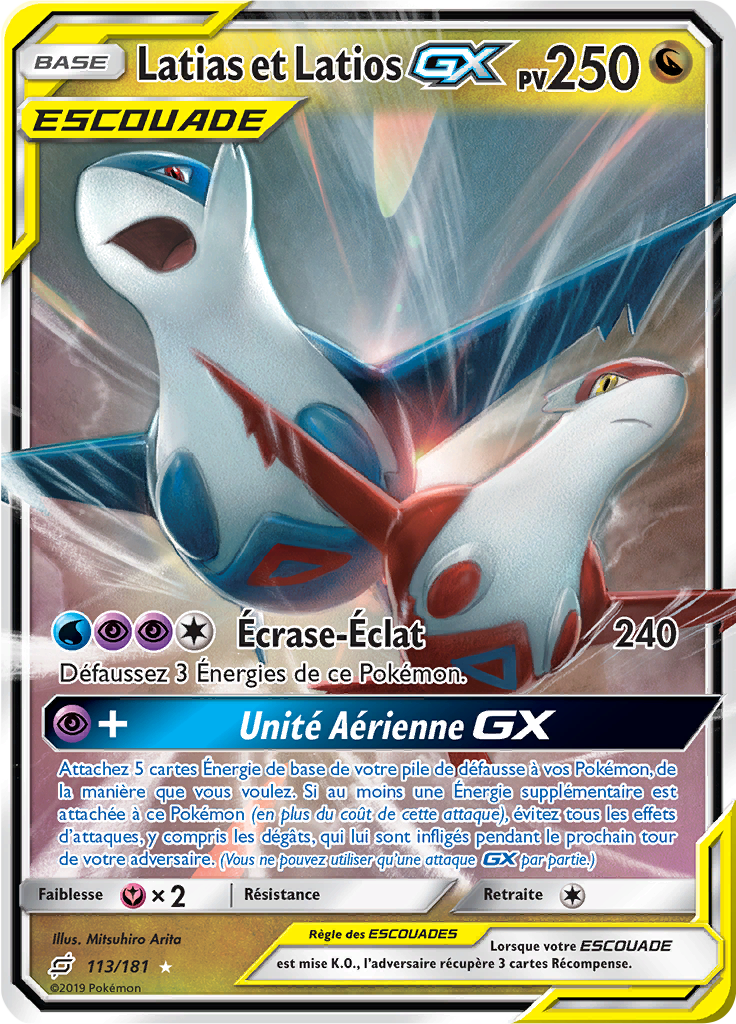 BASE Latias et Latios GX PV250
ESCOUADE
Écrase-Éclat 240
Défaussez 3 Énergies de ce Pokémon.
+ Unité Aérienne GX
Attachez 5 cartes Énergie de base de votre pile de défausse à vos Pokémon, de
la manière que vous voulez. Si au moins une Énergie supplémentaire est
attachée à ce Pokémon (en plus du coût de cette attaque), évitez tous les effets
d'attaques, y compris les dégâts, qui lui sont infligés pendant le prochain tour
de votre adversaire. (Vous ne pouvez utiliser qu'une attaque GX par partie.)
Faiblesse ×2 Résistance Retraite
Illus. Mitsuhiro Arita
113/181
©2019 Pokémon
Règle des ESCOUADES
Lorsque votre ESCOUADE
est mise K.O., l'adversaire récupère 3 cartes Récompense.